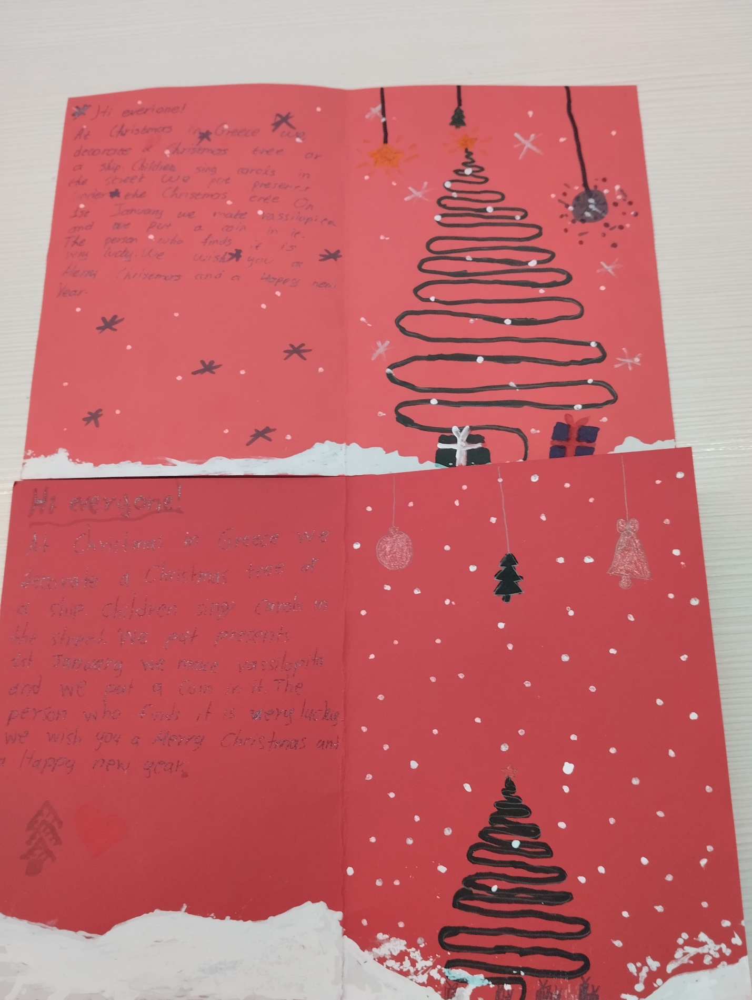 Hi everione!
At Christmas in Greece we
decorate a Christmas tree or
a ship. Children sing carols in
the street We put presents
under the Christmas tree. On
1st January we make vassilopita
and we put a coin in it.
The person who finds it is
very lucky. We wish you a
Merry Christmas and a Happy new
Year.
Hi everyone!
At Christmas in Greece we
decorate a Christmas tree or
a ship. Children sing carols in
the street. We put presents
1st January we make vassilopita
and we put a coin in it. The
person who finds it is very lucky.
we wish you a Merry Christmas and
a Happy new year.